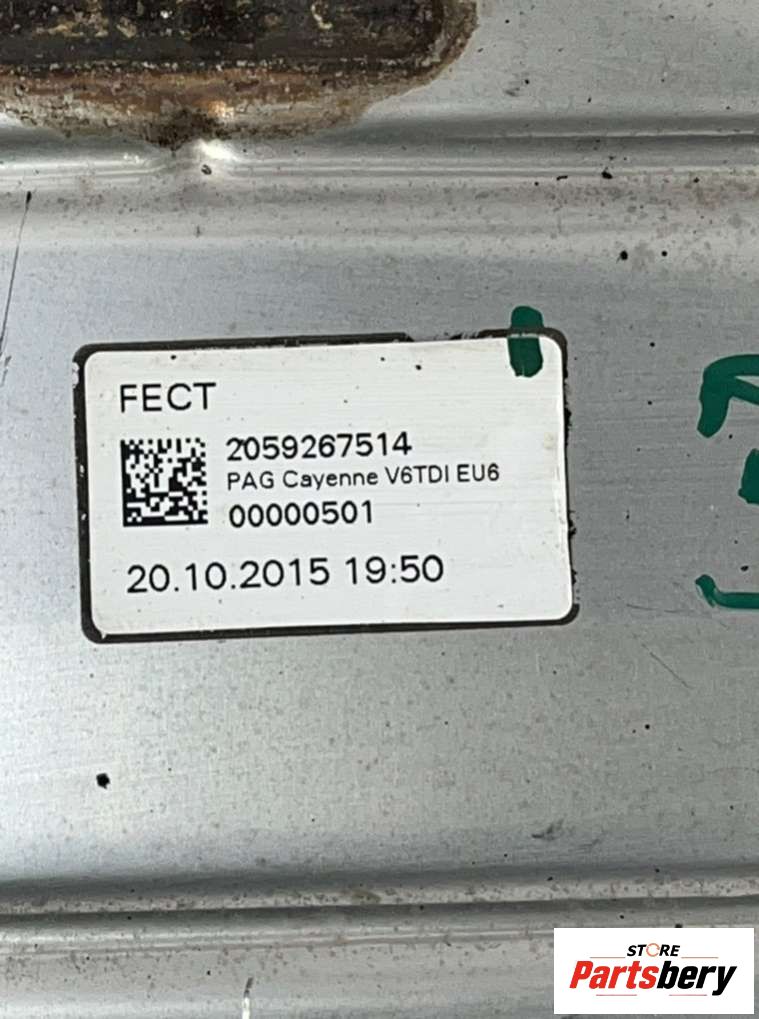 FECT
2059267514
PAG Cayenne V6TDI EU6
00000501
20.10.2015 19:50
STORE
Partsbery